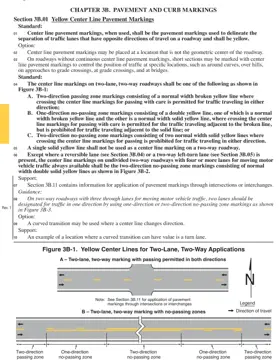 CHAPTER 3B. PAVEMENT AND CURB MARKINGS
Section 3B.01 Yellow Center Line Pavement Markings
Standard:
Center line pavement markings, when used, shall be the pavement markings used to delineate the
separation of traffic lanes that have opposite directions of travel on a roadway and shall be yellow.
Option:
Center line pavement markings may be placed at a location that is not the geometric center of the roadway.
On roadways without continuous center line pavement markings, short sections may be marked with center
line pavement markings to control the position of traffic at specific locations, such as around curves, over hills,
on approaches to grade crossings, at grade crossings, and at bridges.
Standard:
The center line markings on two-lane, two-way roadways shall be one of the following as shown in
Figure 3B-1:
A. Two-direction passing zone markings consisting of a normal width broken yellow line where
crossing the center line markings for passing with care is permitted for traffic traveling in either
direction;
B. One-direction no-passing zone markings consisting of a double yellow line, one of which is a normal
width broken yellow line and the other is a normal width solid yellow line, where crossing the center
line markings for passing with care is permitted for the traffic traveling adjacent to the broken line,
but is prohibited for traffic traveling adjacent to the solid line; or
C. Two-direction no-passing zone markings consisting of two normal width solid yellow lines where
crossing the center line markings for passing is prohibited for traffic traveling in either direction.
A single solid yellow line shall not be used as a center line marking on a two-way roadway.
Except where a reversible lane (see Section 3B.04) or a two-way left-turn lane (see Section 3B.05) is
present, the center line markings on undivided two-way roadways with four or more lanes for moving motor
vehicle traffic always available shall be the two-direction no-passing zone markings consisting of normal
width double solid yellow lines as shown in Figure 3B-2.
Support:
Section 3B.11 contains information for application of pavement markings through intersections or interchanges.
Guidance:
On two-way roadways with three through lanes for moving motor vehicle traffic, two lanes should be
designated for traffic in one direction by using one-direction or two-direction no-passing zone markings as shown
in Figure 3B-3.
Option:
A curved transition may be used where a center line changes direction.
Support:
An example of a location where a curved transition can have value is a turn lane.
Figure 3B-1. Yellow Center Lines for Two-Lane, Two-Way Applications
A – Two-lane, two-way marking with passing permitted in both directions
N
Note: See Section 3B.11 for application of pavement
markings through intersections or interchanges
Legend
Direction of travel
B – Two-lane, two-way marking with no-passing zones
Two-direction
passing zone
One-direction
no-passing zone
Two-direction
no-passing zone
One-direction
no-passing zone
Two-direction
passing zone